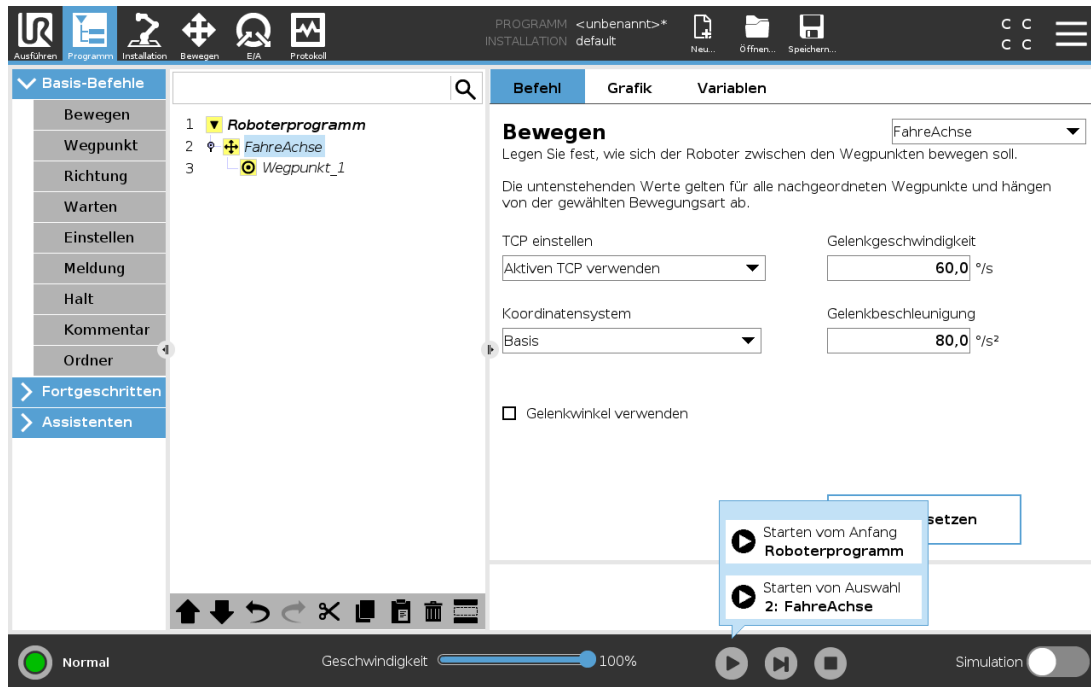 UR
PROGRAMM <unbenannt>*
INSTALLATION default
Ausführen Programm Installation Bewegen E/A Protokoll
Neu... Öffnen... Speichern...
C C
C C
Basis-Befehle
Bewegen
Wegpunkt
Richtung
Warten
Einstellen
Meldung
Halt
Kommentar
Ordner
Fortgeschritten
Assistenten
1 Roboterprogramm
2 FahreAchse
3 Wegpunkt_1
Befehl Grafik Variablen
Bewegen
FahreAchse
Legen Sie fest, wie sich der Roboter zwischen den Wegpunkten bewegen soll.
Die untenstehenden Werte gelten für alle nachgeordneten Wegpunkte und hängen
von der gewählten Bewegungsart ab.
TCP einstellen
Aktiven TCP verwenden
Gelenkgeschwindigkeit
60,0 °/s
Koordinatensystem
Basis
Gelenkbeschleunigung
80,0 °/s²
Gelenkwinkel verwenden
setzen
Starten vom Anfang
Roboterprogramm
Starten von Auswahl
2: FahreAchse
Normal
Geschwindigkeit 100%
Simulation